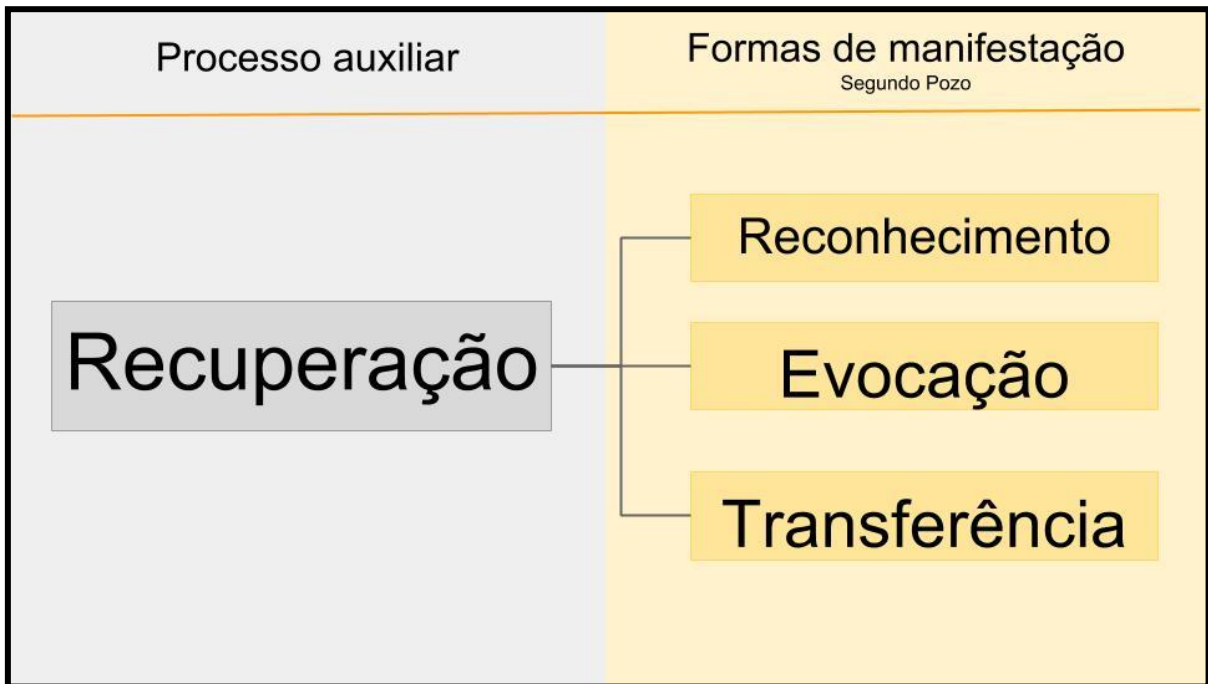 Processo auxiliar
Formas de manifestação
Segundo Pozo
Recuperação
Reconhecimento
Evocação
Transferência